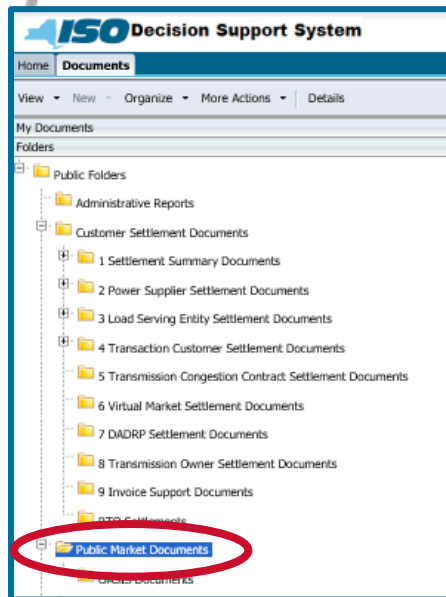 ISO Decision Support System
Home Documents
View New Organize More Actions Details
My Documents
Folders
Public Folders
Administrative Reports
Customer Settlement Documents
1 Settlement Summary Documents
2 Power Supplier Settlement Documents
3 Load Serving Entity Settlement Documents
4 Transaction Customer Settlement Documents
5 Transmission Congestion Contract Settlement Documents
6 Virtual Market Settlement Documents
7 DADRP Settlement Documents
8 Transmission Owner Settlement Documents
9 Invoice Support Documents
RTO Settlements
Public Market Documents
OASIS Documents